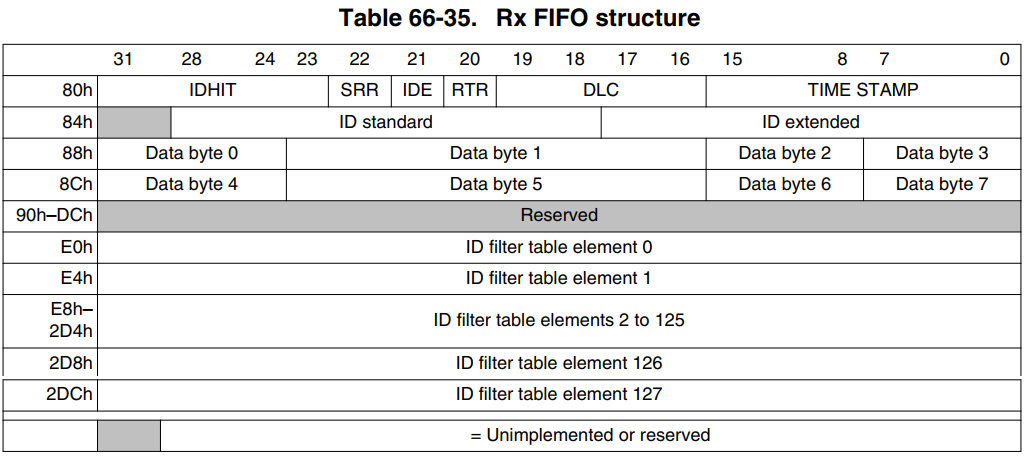 Table 66-35. Rx FIFO structure
31 28 24 23 22 21 20 19 18 17 16 15 8 7 0
80h IDHIT SRR IDE RTR DLC TIME STAMP
84h ID standard ID extended
88h Data byte 0 Data byte 1 Data byte 2 Data byte 3
8Ch Data byte 4 Data byte 5 Data byte 6 Data byte 7
90h–DCh Reserved
E0h ID filter table element 0
E4h ID filter table element 1
E8h–
2D4h ID filter table elements 2 to 125
2D8h ID filter table element 126
2DCh ID filter table element 127
= Unimplemented or reserved